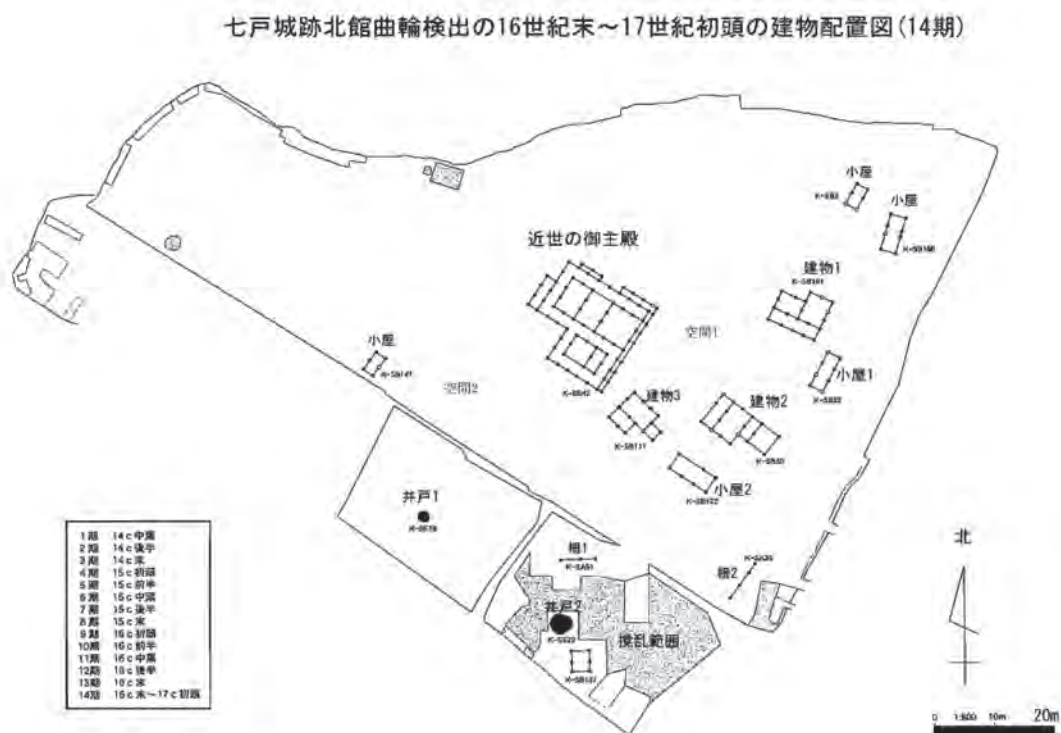 七戸城跡北館曲輪検出の16世紀末～17世紀初頭の建物配置図(14期)
小屋
小屋
近世の御主殿
建物1
空間1
小屋
小屋1
空間2
建物3
建物2
小屋2
井戸1
柵1
柵2
井戸2
撹乱範囲
1期 14c中葉
2期 14c後半
3期 14c末
4期 15c初頭
5期 15c前半
6期 15c中頃
7期 15c後半
8期 15c末
9期 16c初頭
10期 16c前半
11期 16c中葉
12期 16c後半
13期 16c末
14期 16c末～17c初頭
北
0 1:500 10m 20m